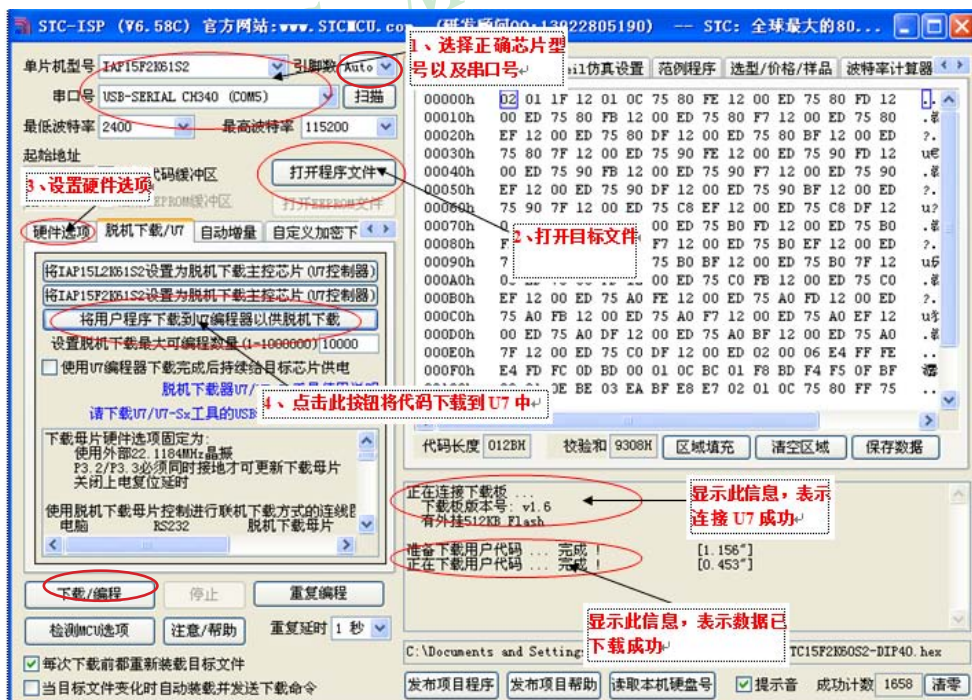 STC-ISP (V6.58C) 官方网站:www.STCMCU.com (研发顾问QQ:13922805190) -- STC: 全球最大的80...
1、选择正确芯片型号以及串口号
单片机型号 IAP15F2K61S2 引脚数 Auto
串口号 USB-SERIAL CH340 (COM5) 扫描
最低波特率 2400 最高波特率 115200
起始地址
代码缓冲区 打开程序文件
EEPROM缓冲区 打开EEPROM文件
3、设置硬件选项
硬件选项 脱机下载/U7 自动增量 自定义加密下
将IAP15L2K61S2设置为脱机下载主控芯片(U7控制器)
将IAP15F2K61S2设置为脱机下载主控芯片(U7控制器)
将用户程序下载到U7编程器以供脱机下载
设置脱机下载最大可编程数量(1-1000000) 10000
使用U7编程器下载完成后持续给目标芯片供电
脱机下载器U7/
请下载U7/U7-Sx工具的USB
4、点击此按钮将代码下载到 U7 中
下载母片硬件选项固定为:
使用外部22.1184MHz晶振
P3.2/P3.3必须同时接地才可更新下载母片
关闭上电复位延时
使用脱机下载母片控制进行联机下载方式的连线
电脑 RS232 脱机下载母片
下载/编程 停止 重复编程
检测MCU选项 注意/帮助 重复延时 1 秒
每次下载前都重新装载目标文件
当目标文件变化时自动装载并发送下载命令
il仿真设置 范例程序 选型/价格/样品 波特率计算器
00000h 02 01 1F 12 01 0C 75 80 FE 12 00 ED 75 80 FD 12
00010h 00 ED 75 80 FB 12 00 ED 75 80 F7 12 00 ED 75 80
00020h EF 12 00 ED 75 80 DF 12 00 ED 75 80 BF 12 00 ED
00030h 75 80 7F 12 00 ED 75 90 FE 12 00 ED 75 90 FD 12
00040h 00 ED 75 90 FB 12 00 ED 75 90 F7 12 00 ED 75 90
00050h EF 12 00 ED 75 90 DF 12 00 ED 75 90 BF 12 00 ED
00060h 75 90 7F 12 00 ED 75 C8 EF 12 00 ED 75 C8 DF 12
00070h 00 ED 75 B0 FD 12 00 ED 75 B0
2、打开目标文件
00080h F F7 12 00 ED 75 B0 EF 12 00 ED
00090h 7 75 B0 BF 12 00 ED 75 B0 7F 12
000A0h 00 ED 75 C0 FB 12 00 ED 75 C0
000B0h EF 12 00 ED 75 A0 FE 12 00 ED 75 A0 FD 12 00 ED
000C0h 75 A0 FB 12 00 ED 75 A0 F7 12 00 ED 75 A0 EF 12
000D0h 00 ED 75 A0 DF 12 00 ED 75 A0 BF 12 00 ED 75 A0
000E0h 7F 12 00 ED 75 C0 DF 12 00 ED 02 00 06 E4 FF FE
000F0h E4 FD FC 0D BD 00 01 0C BC 01 F8 BD F4 F5 0F BF
0E BE 03 EA BF E8 E7 02 01 0C 75 80 FF 75
代码长度 012BH 校验和 9308H 区域填充 清空区域 保存数据
正在连接下载板 ...
下载板版本号: v1.6
有外挂512KB Flash
显示此信息，表示连接 U7 成功
准备下载用户代码 ... 完成 ! [1.156"]
正在下载用户代码 ... 完成 ! [0.453"]
显示此信息，表示数据已下载成功
C:\Documents and Setting TC15F2K60S2-DIP40.hex
发布项目程序 发布项目帮助 读取本机硬盘号 提示音 成功计数 1658 清零